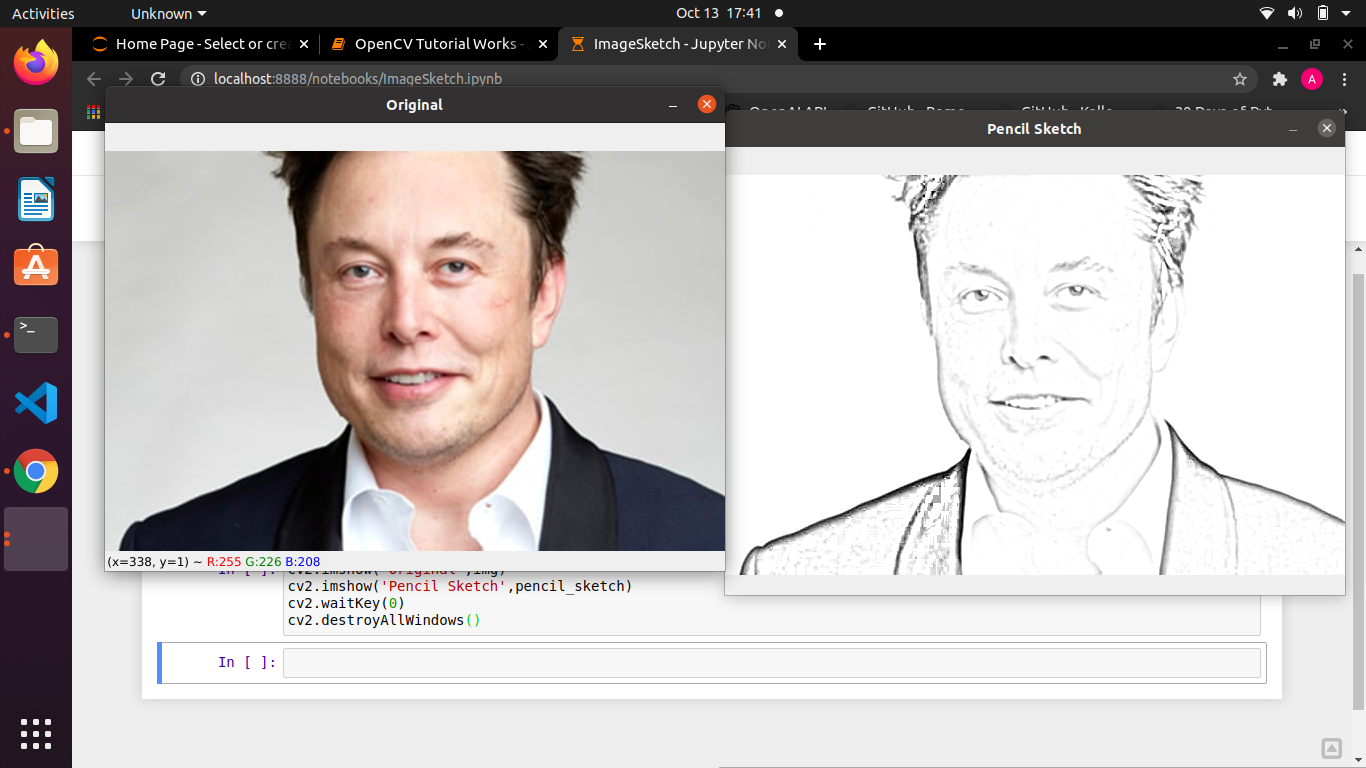 Activities
Unknown
Oct 13 17:41
Home Page - Select or cre
OpenCV Tutorial Works -
ImageSketch - Jupyter No
localhost:8888/notebooks/ImageSketch.ipynb
A
Original
Pencil Sketch
(x=338, y=1) ~ R:255 G:226 B:208
In [ ]:
cv2.imshow('Original',img)
cv2.imshow('Pencil Sketch',pencil_sketch)
cv2.waitKey(0)
cv2.destroyAllWindows()
In [ ]: